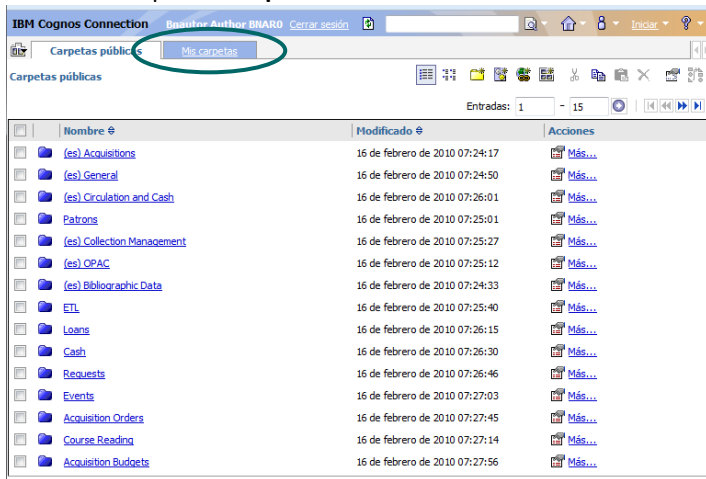 IBM Cognos Connection Bnautor Author BNAR0 Cerrar sesión Iniciar
Carpetas públicas Mis carpetas
Carpetas públicas
Entradas: 1 - 15
Nombre Modificado Acciones
(es) Acquisitions 16 de febrero de 2010 07:24:17 Más...
(es) General 16 de febrero de 2010 07:24:50 Más...
(es) Circulation and Cash 16 de febrero de 2010 07:26:01 Más...
Patrons 16 de febrero de 2010 07:25:01 Más...
(es) Collection Management 16 de febrero de 2010 07:25:27 Más...
(es) OPAC 16 de febrero de 2010 07:25:12 Más...
(es) Bibliographic Data 16 de febrero de 2010 07:24:33 Más...
ETL 16 de febrero de 2010 07:25:40 Más...
Loans 16 de febrero de 2010 07:26:15 Más...
Cash 16 de febrero de 2010 07:26:30 Más...
Requests 16 de febrero de 2010 07:26:46 Más...
Events 16 de febrero de 2010 07:27:03 Más...
Acquisition Orders 16 de febrero de 2010 07:27:45 Más...
Course Reading 16 de febrero de 2010 07:27:14 Más...
Acquisition Budgets 16 de febrero de 2010 07:27:56 Más...